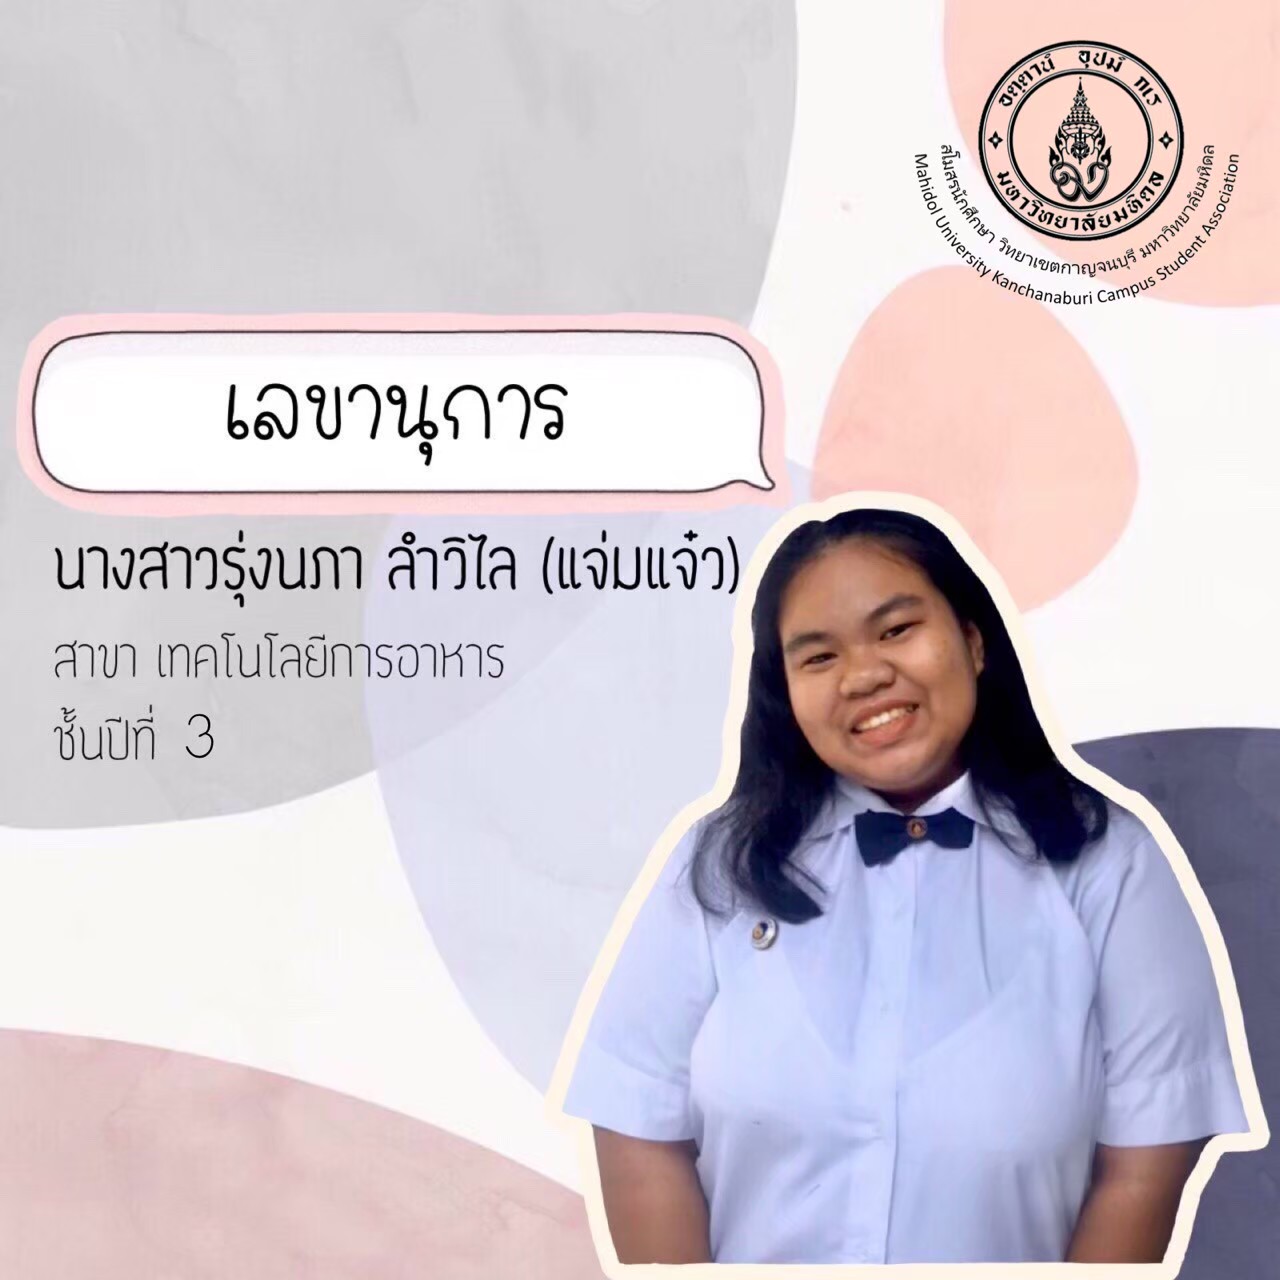 อตฺตานํ อุปมํ กเร
มหาวิทยาลัยมหิดล
สโมสรนักศึกษา วิทยาเขตกาญจนบุรี มหาวิทยาลัยมหิดล
Mahidol University Kanchanaburi Campus Student Association
เลขานุการ
นางสาวรุ่งนภา ลำวิไล (แจ่มแจ๋ว)
สาขา เทคโนโลยีการอาหาร
ชั้นปีที่ 3